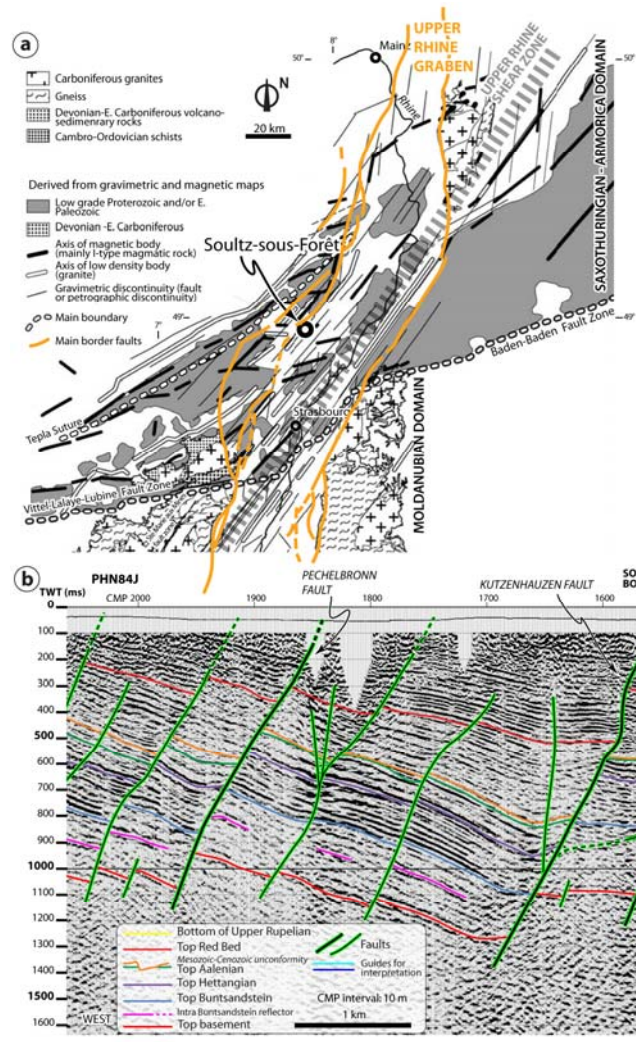 a
8°
Mainz
50°
50°
UPPER
RHINE
GRABEN
UPPER RHINE
SHEAR ZONE
Rhine
SAXOTHURINGIAN - ARMORICA DOMAIN
Carboniferous granites
Gneiss
Devonian-E. Carboniferous volcano-
sedimenrary rocks
Cambro-Ordovician schists
N
20 km
Derived from gravimetric and magnetic maps
Low grade Proterozoic and/or E.
Paleozoic
Devonian -E. Carboniferous
Axis of magnetic body
(mainly I-type magmatic rock)
Axis of low density body
(granite)
Gravimetric discontinuity (fault
or petrographic discontinuity)
Main boundary
Main border faults
Soultz-sous-Forêt
7°
49°
49°
Baden-Baden Fault Zone
Tepla Suture
Strasbourg
MOLDANUBIAN DOMAIN
Vittel-Lalaye-Lubine Fault Zone
b
PHN84J
PECHELBRONN
FAULT
KUTZENHAUZEN FAULT
SO
BO
TWT (ms)
CMP 2000
1900
1800
1700
1600
0
100
200
300
400
500
600
700
800
900
1000
1100
1200
1300
1400
1500
1600
WEST
Bottom of Upper Rupelian
Top Red Bed
Mesozoic-Cenozoic unconformity
Top Aalenian
Top Hettangian
Top Buntsandstein
Intra Buntsandstein reflector
Top basement
Faults
Guides for
interpretation
CMP interval: 10 m
1 km